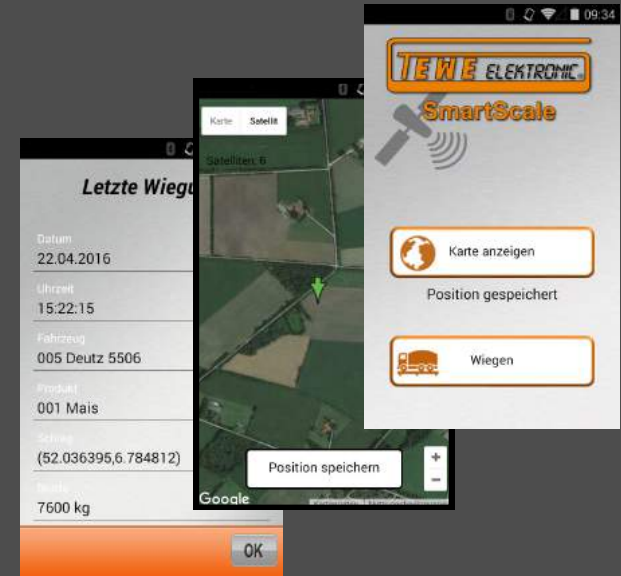 Letzte Wiegu
Datum
22.04.2016
Uhrzeit
15:22:15
Fahrzeug
005 Deutz 5506
Produkt
001 Mais
Schlag
(52.036395,6.784812)
Brutto
7600 kg
OK
Karte Satellit
Satelliten: 6
Position speichern
+
−
Google
09:34
TEWE ELEKTRONIC
SmartScale
Karte anzeigen
Position gespeichert
Wiegen